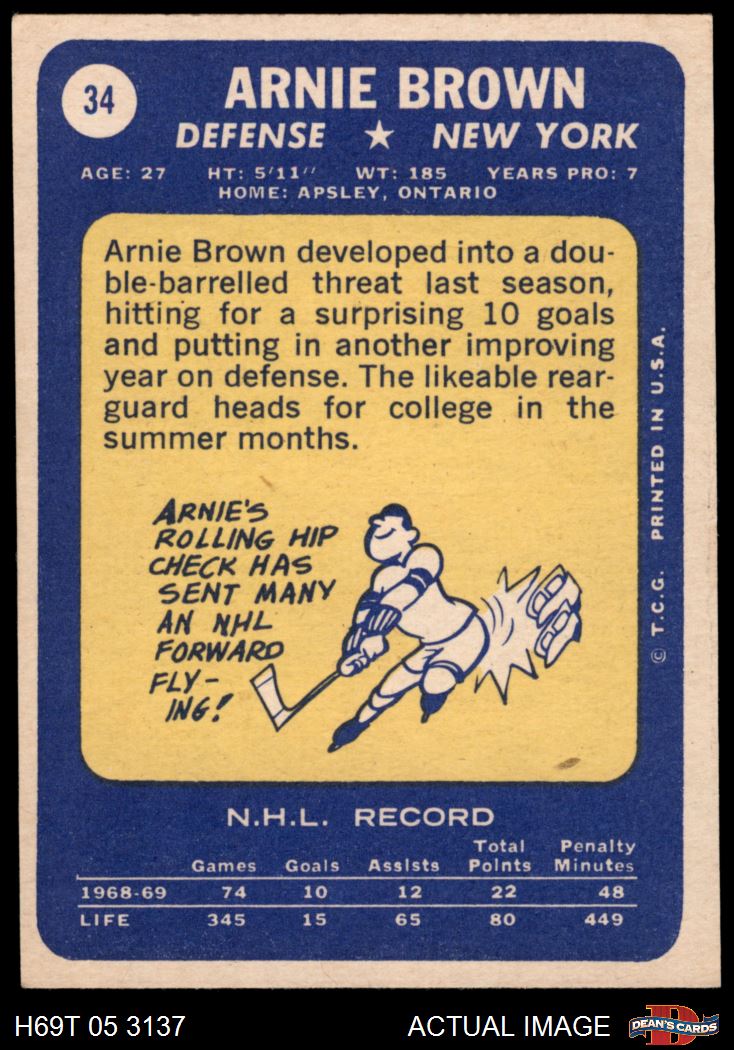 34
ARNIE BROWN
DEFENSE ★ NEW YORK
AGE: 27 HT: 5'11" WT: 185 YEARS PRO: 7
HOME: APSLEY, ONTARIO
Arnie Brown developed into a dou-
ble-barrelled threat last season,
hitting for a surprising 10 goals
and putting in another improving
year on defense. The likeable rear-
guard heads for college in the
summer months.
ARNIE'S
ROLLING HIP
CHECK HAS
SENT MANY
AN NHL
FORWARD
FLY-
ING!
© T.C.G. PRINTED IN U.S.A.
N.H.L. RECORD
Games Goals Assists Total Points Penalty Minutes
1968-69 74 10 12 22 48
LIFE 345 15 65 80 449
H69T 05 3137 ACTUAL IMAGE
DEAN'S CARDS